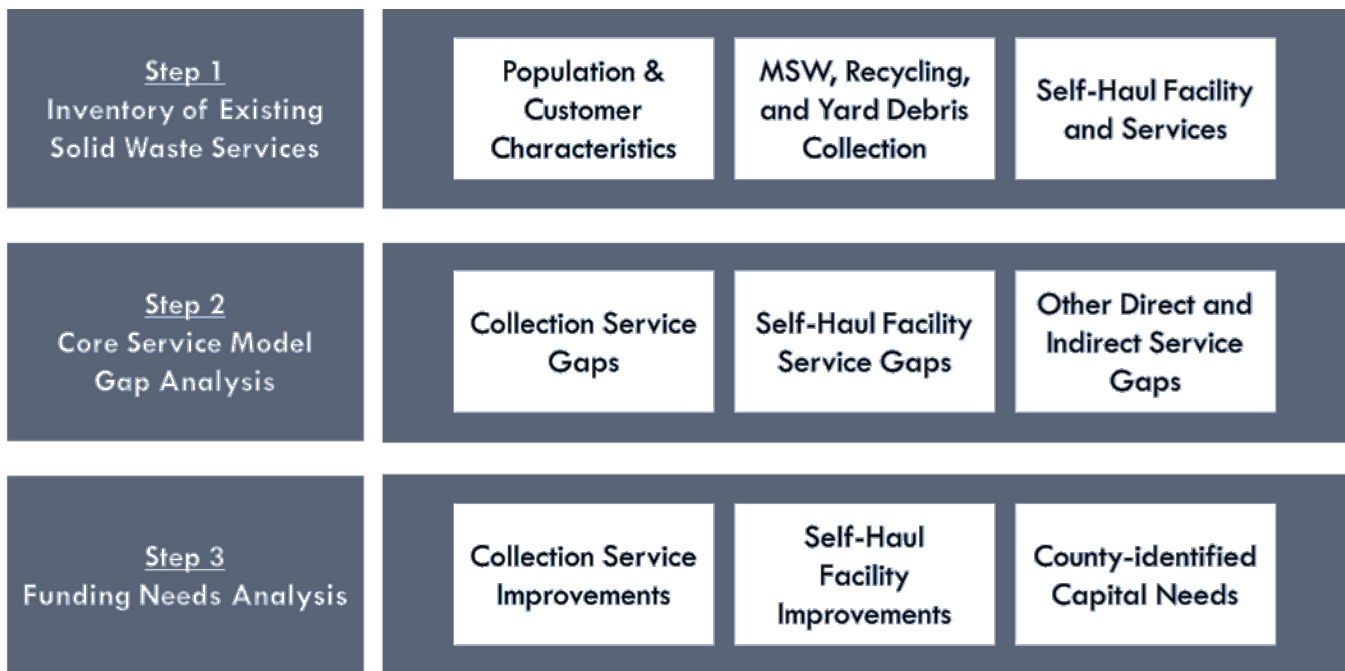 Step 1
Inventory of Existing
Solid Waste Services
Population &
Customer
Characteristics
MSW, Recycling,
and Yard Debris
Collection
Self-Haul Facility
and Services
Step 2
Core Service Model
Gap Analysis
Collection Service
Gaps
Self-Haul Facility
Service Gaps
Other Direct and
Indirect Service
Gaps
Step 3
Funding Needs Analysis
Collection Service
Improvements
Self-Haul
Facility
Improvements
County-identified
Capital Needs